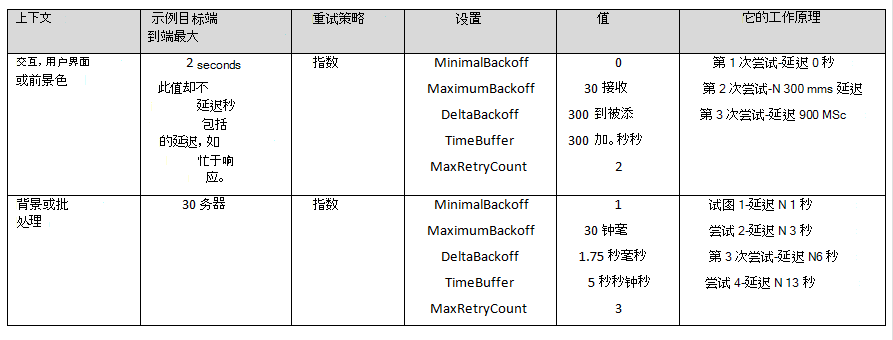 上下文
示例目标端
到端最大
重试策略
设置
值
它的工作原理
交互，用户界面
或前景色
2 seconds
此值却不
延迟秒
包括
的延迟，如
忙于响
应。
指数
MinimalBackoff
0
第 1 次尝试-延迟 0 秒
MaximumBackoff
30 接收
第 2 次尝试-N 300 mms 延迟
DeltaBackoff
300 到被添
第 3 次尝试-延迟 900 MSc
TimeBuffer
300 加。秒秒
MaxRetryCount
2
背景或批
处理
30 务器
指数
MinimalBackoff
1
试图 1-延迟 N 1 秒
MaximumBackoff
30 钟毫
尝试 2-延迟 N 3 秒
DeltaBackoff
1.75 秒毫秒
第 3 次尝试-延迟 N6 秒
TimeBuffer
5 秒秒钟秒
尝试 4-延迟 N 13 秒
MaxRetryCount
3